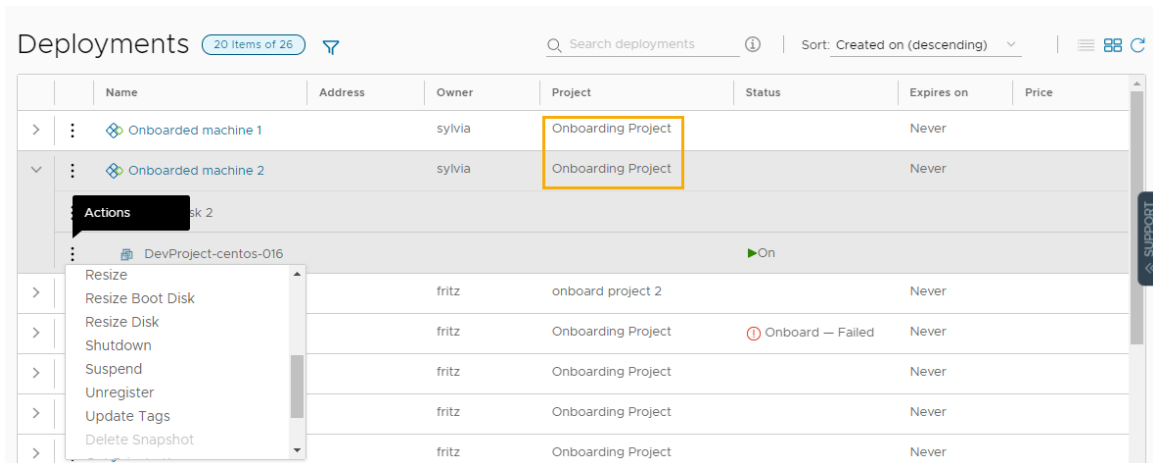 Deployments 20 Items of 26 Search deployments Sort: Created on (descending)
Name Address Owner Project Status Expires on Price
Onboarded machine 1 sylvia Onboarding Project Never
Onboarded machine 2 sylvia Onboarding Project Never
Actions sk 2
DevProject-centos-016 On
Resize
Resize Boot Disk fritz onboard project 2 Never
Resize Disk
Shutdown fritz Onboarding Project Onboard — Failed Never
Suspend fritz Onboarding Project Never
Unregister
Update Tags fritz Onboarding Project Never
Delete Snapshot
fritz Onboarding Project Never
SUPPORT